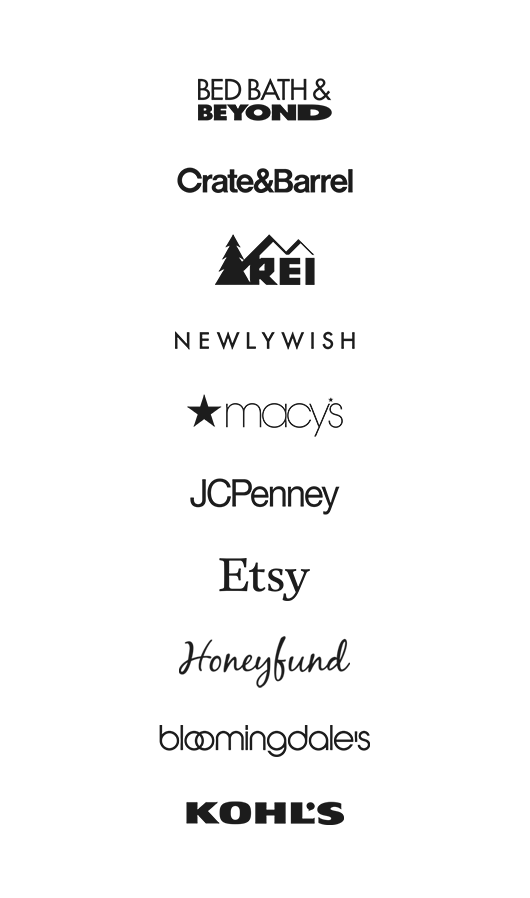 BED BATH &
BEYOND
Crate&Barrel
REI
NEWLYWISH
macy's
JCPenney
Etsy
Honeyfund
bloomingdale's
KOHL'S